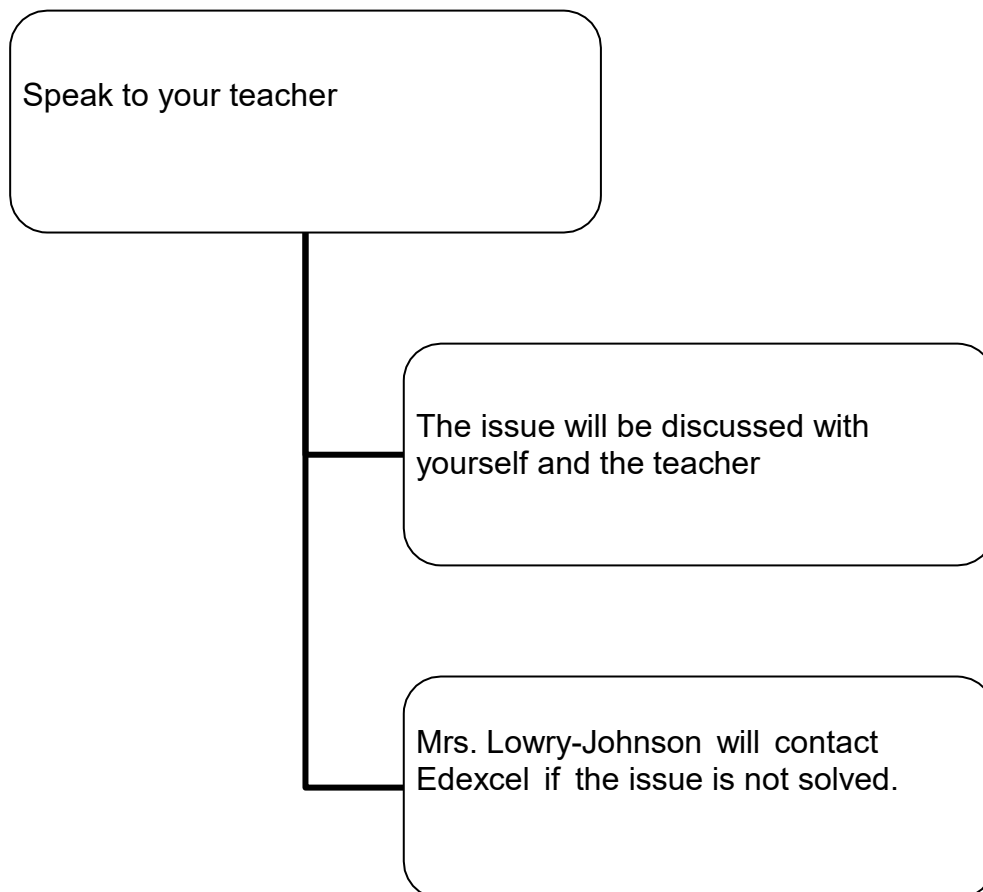 Speak to your teacher
The issue will be discussed with
yourself and the teacher
Mrs. Lowry-Johnson will contact
Edexcel if the issue is not solved.